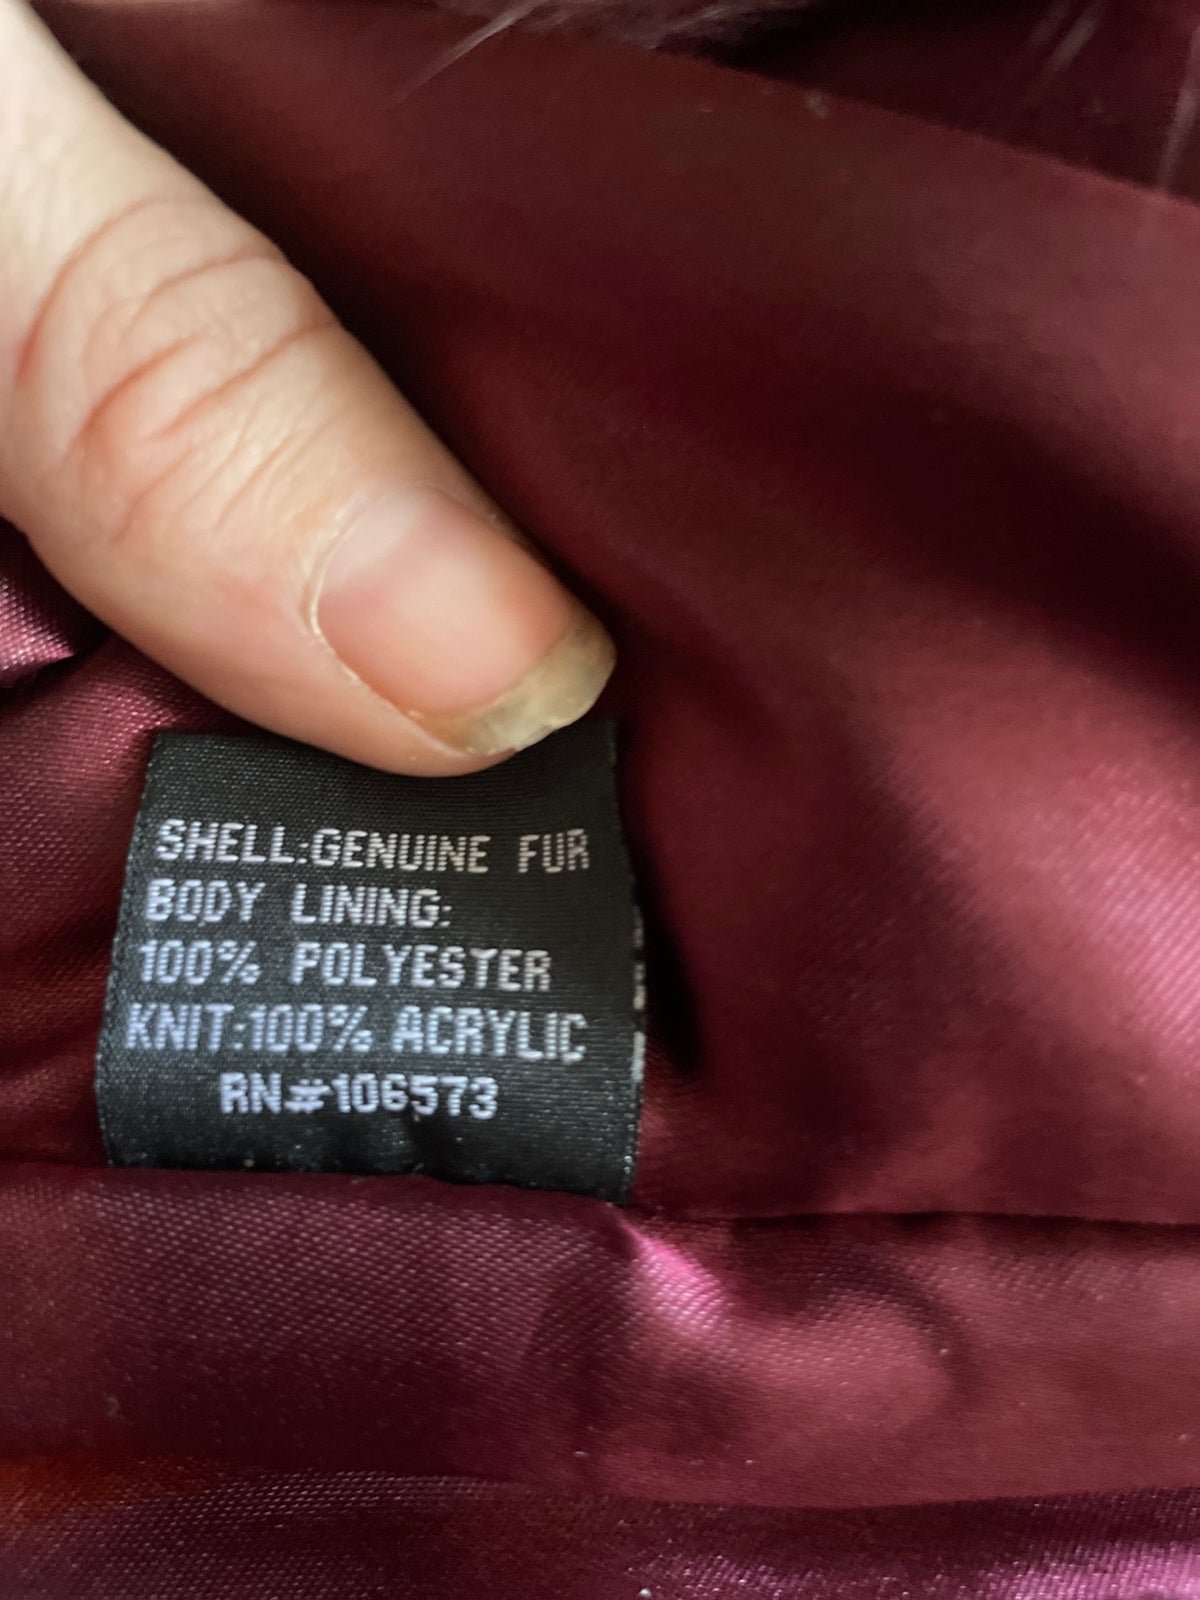 SHELL:GENUINE FUR
BODY LINING:
100% POLYESTER
KNIT:100% ACRYLIC
RN#106573